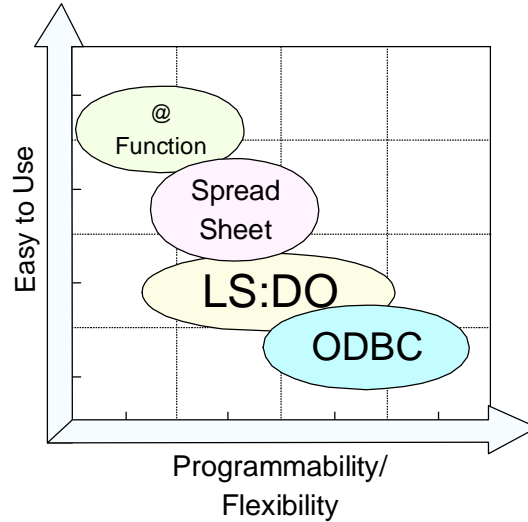 @
Function
Spread
Sheet
LS:DO
ODBC
Easy to Use
Programmability/
Flexibility